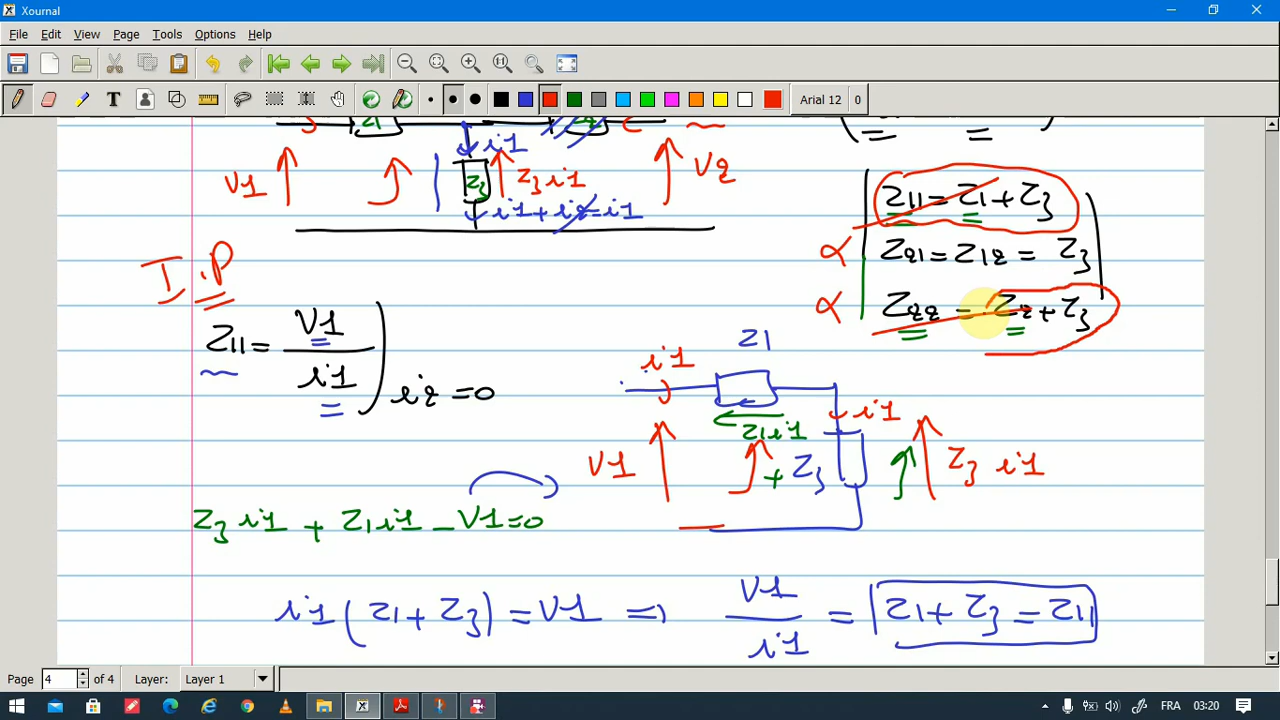 Xournal
File Edit View Page Tools Options Help
Arial 12 0
Z1
i1
V1 Z3 Z3 i1 V2
i1+i2=i1
Z11 = Z1 + Z3
α Z21 = Z12 = Z3
α Z22 = Z2 + Z3
I.P
Z11 = V1 / i1 ) i2 = 0
Z1
i1
i1
Z1 i1
V1 + Z3 Z3 i1
Z3 i1 + Z1 i1 - V1 = 0
i1 (Z1 + Z3) = V1 => V1 / i1 = Z1 + Z3 = Z11
Page 4 of 4 Layer: Layer 1
FR 03:20